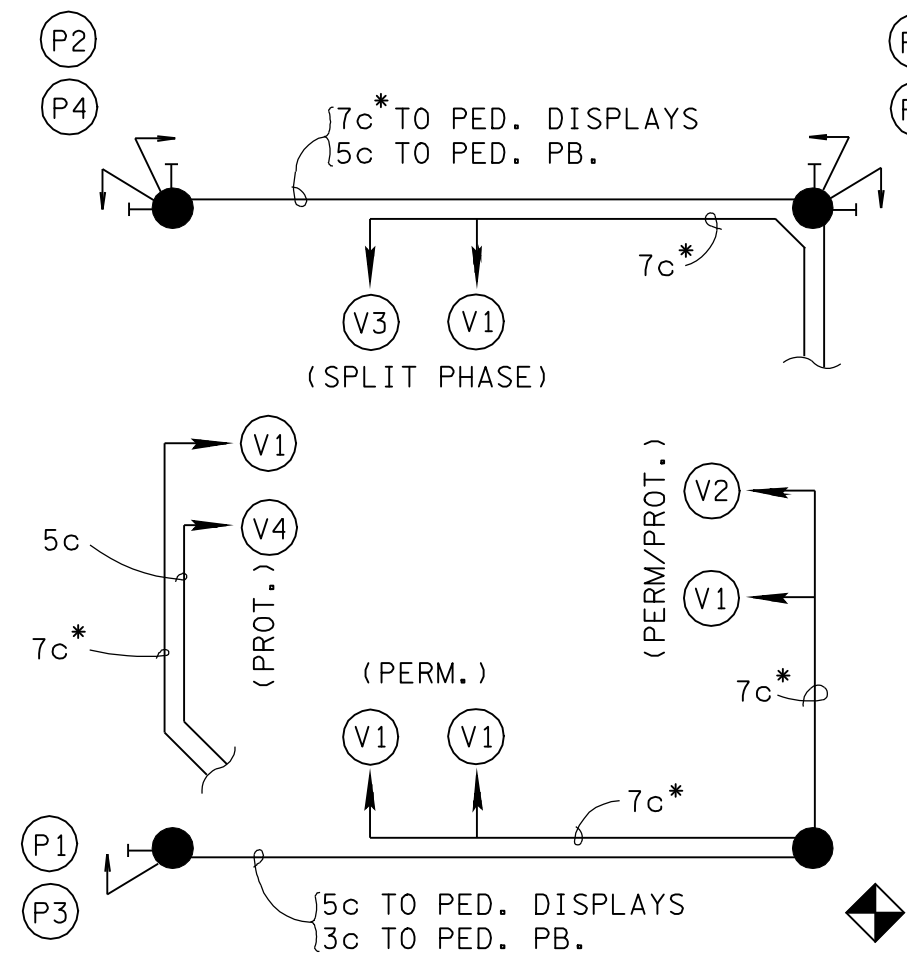 P2
P4
7c* TO PED. DISPLAYS
5c TO PED. PB.
7c*
V3 V1
(SPLIT PHASE)
V1
V4
(PROT.)
5c
7c*
(PERM/PROT.)
V2
V1
7c*
(PERM.)
V1 V1
7c*
P1
P3
5c TO PED. DISPLAYS
3c TO PED. PB.